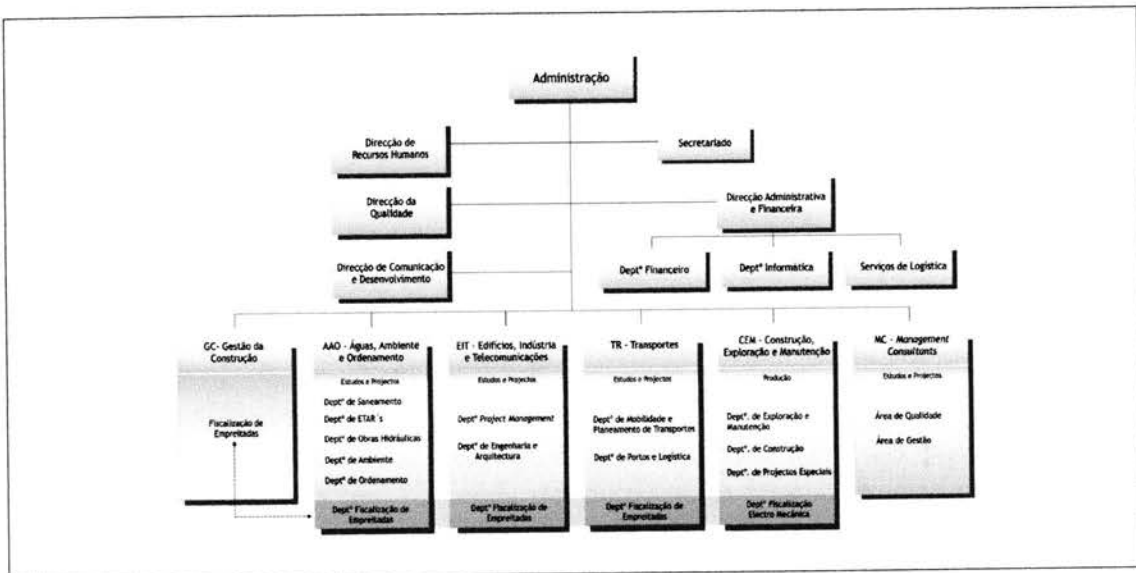 Administração
Direcção de
Recursos Humanos
Secretariado
Direcção da
Qualidade
Direcção Administrativa
e Financeira
Direcção de Comunicação
e Desenvolvimento
Deptº Financeiro
Deptº Informática
Serviços de Logística
GC- Gestão da
Construção
Fiscalização de
Empreitadas
AAO - Águas, Ambiente
e Ordenamento
Estudos e Projectos
Deptº de Saneamento
Deptº de ETAR´s
Deptº de Obras Hidráulicas
Deptº de Ambiente
Deptº de Ordenamento
Deptº Fiscalização de
Empreitadas
EIT - Edifícios, Indústria
e Telecomunicações
Estudos e Projectos
Deptº Project Management
Deptº de Engenharia e
Arquitectura
Deptº Fiscalização de
Empreitadas
TR - Transportes
Estudos e Projectos
Deptº de Mobilidade e
Planeamento de Transportes
Deptº de Portos e Logística
Deptº Fiscalização de
Empreitadas
CEM - Construção,
Exploração e Manutenção
Produção
Deptº. de Exploração e
Manutenção
Deptº. de Construção
Deptº. de Projectos Especiais
Deptº Fiscalização
Electro Mecânica
MC - Management
Consultants
Estudos e Projectos
Área de Qualidade
Área de Gestão